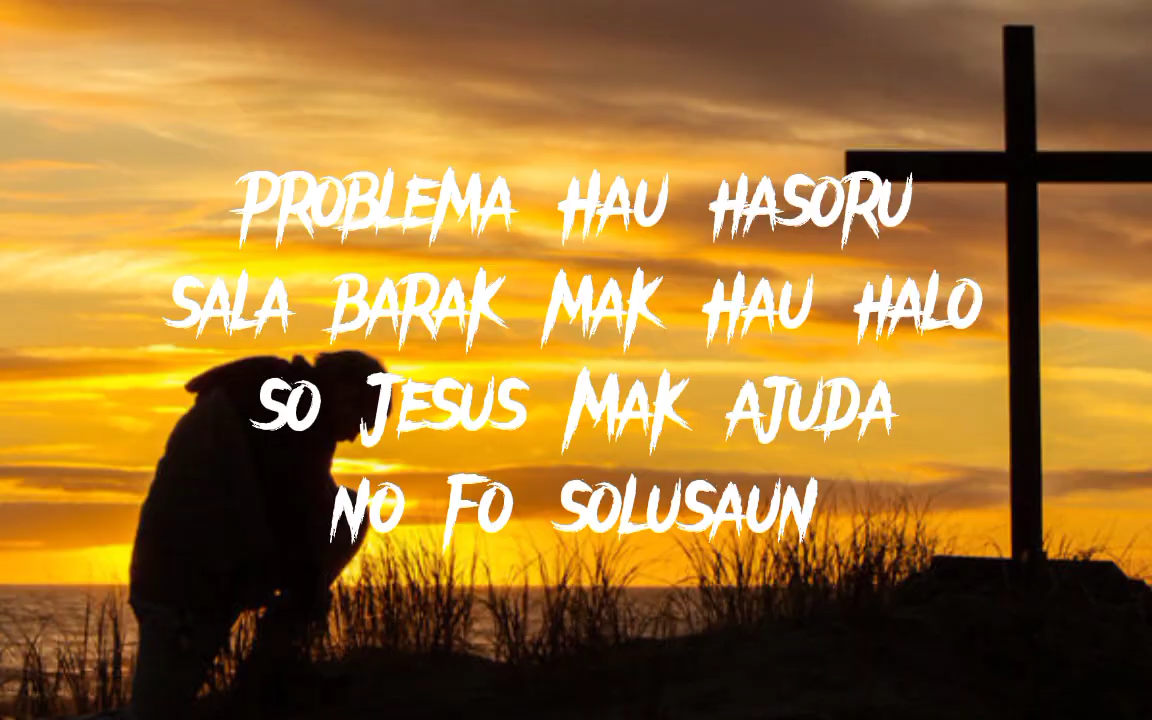 PROBLEMA HAU HASORU
SALA BARAK MAK HAU HALO
SO JESUS MAK AJUDA
NO FO SOLUSAUN